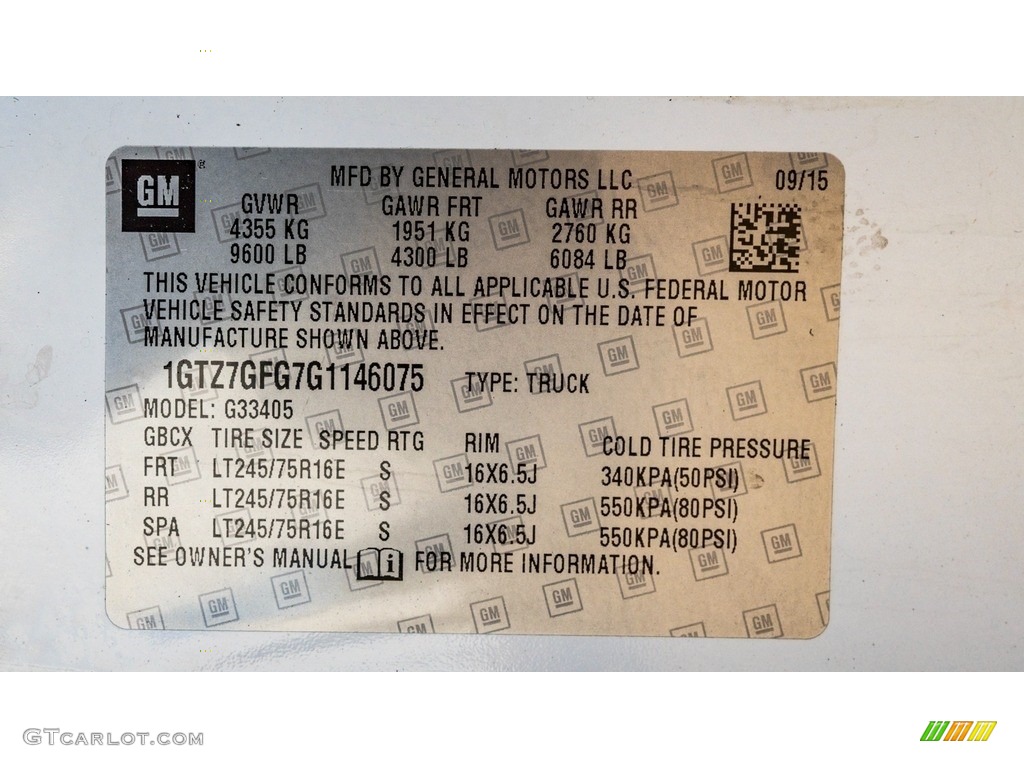 GM ® MFD BY GENERAL MOTORS LLC 09/15
GVWR GAWR FRT GAWR RR
4355 KG 1951 KG 2760 KG
9600 LB 4300 LB 6084 LB
THIS VEHICLE CONFORMS TO ALL APPLICABLE U.S. FEDERAL MOTOR
VEHICLE SAFETY STANDARDS IN EFFECT ON THE DATE OF
MANUFACTURE SHOWN ABOVE.
1GTZ7GFG7G1146075 TYPE: TRUCK
MODEL: G33405
GBCX TIRE SIZE SPEED RTG RIM COLD TIRE PRESSURE
FRT LT245/75R16E S 16X6.5J 340KPA(50PSI)
RR LT245/75R16E S 16X6.5J 550KPA(80PSI)
SPA LT245/75R16E S 16X6.5J 550KPA(80PSI)
SEE OWNER'S MANUAL i FOR MORE INFORMATION.
GTCARLOT.COM